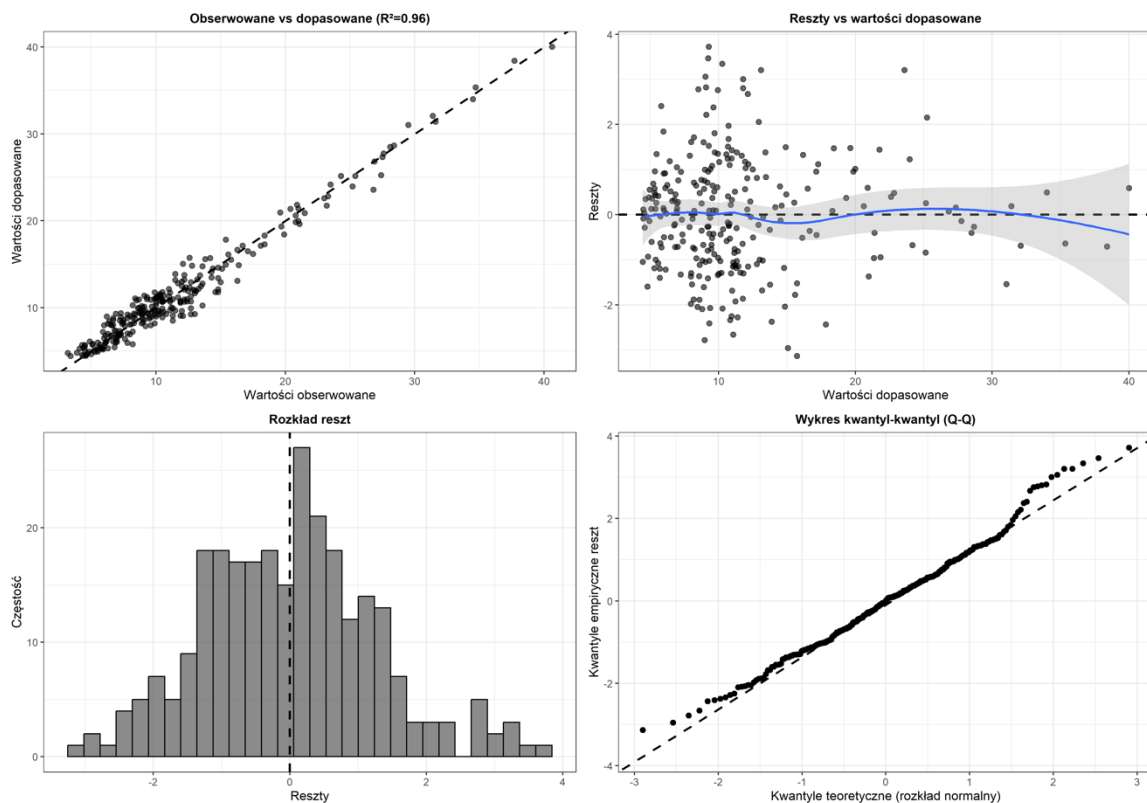 Obserwowane vs dopasowane (R²=0.96)
Wartości dopasowane
40
30
20
10
10
20
30
40
Wartości obserwowane
Reszty vs wartości dopasowane
Reszty
4
2
0
-2
10
20
30
40
Wartości dopasowane
Rozkład reszt
Częstość
20
10
0
-2
0
2
4
Reszty
Wykres kwantyl-kwantyl (Q-Q)
Kwantyle empiryczne reszt
4
2
0
-2
-4
-3
-2
-1
0
1
2
3
Kwantyle teoretyczne (rozkład normalny)